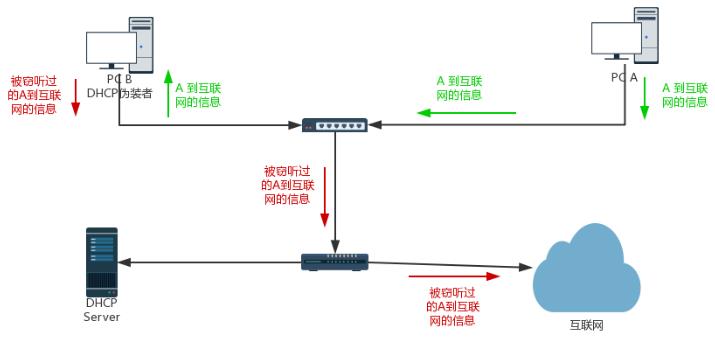 PC B
DHCP伪装者
被窃听过
的A到互联
网的信息
A 到互联
网的信息
A 到互联
网的信息
PC A
A 到互联
网的信息
被窃听过
的A到互联
网的信息
DHCP
Server
被窃听过
的A到互联
网的信息
互联网